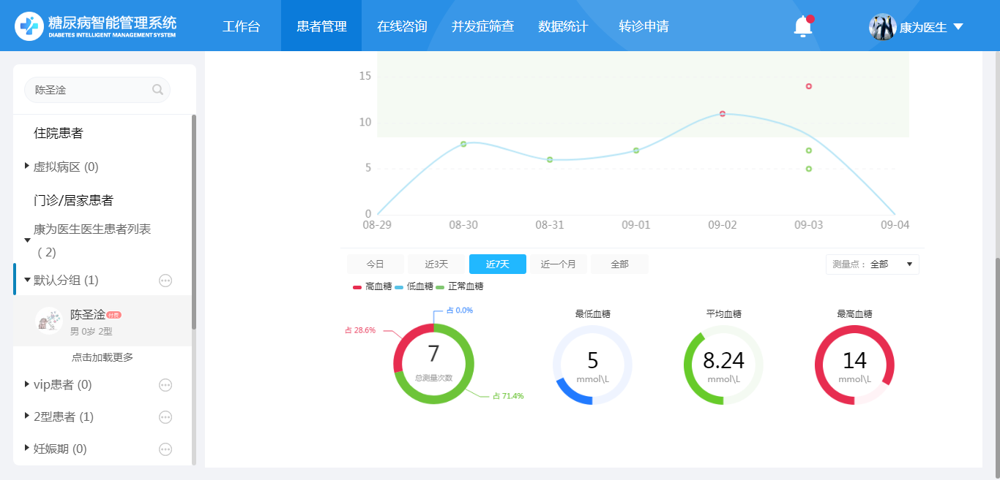 糖尿病智能管理系统
DIABETES INTELLIGENT MANAGEMENT SYSTEM
工作台
患者管理
在线咨询
并发症筛查
数据统计
转诊申请
康为医生
陈圣淦
住院患者
虚拟病区 (0)
门诊/居家患者
康为医生医生患者列表
( 2)
默认分组 (1)
陈圣淦 付费
男 0岁 2型
点击加载更多
vip患者 (0)
2型患者 (1)
妊娠期 (0)
15
10
5
0
08-29
08-30
08-31
09-01
09-02
09-03
09-04
今日
近3天
近7天
近一个月
全部
测量点： 全部
高血糖
低血糖
正常血糖
占 0.0%
占 28.6%
7
总测量次数
占 71.4%
最低血糖
5
mmol\L
平均血糖
8.24
mmol\L
最高血糖
14
mmol\L